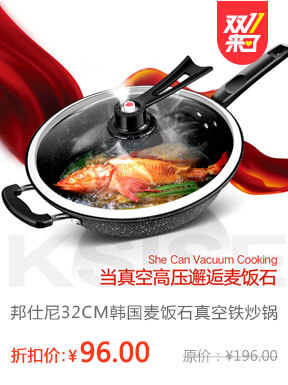 双11
来了
KSISE
She Can Vacuum Cooking
当真空高压邂逅麦饭石
邦仕尼32CM韩国麦饭石真空铁炒锅
折扣价:¥96.00
原价:¥196.00